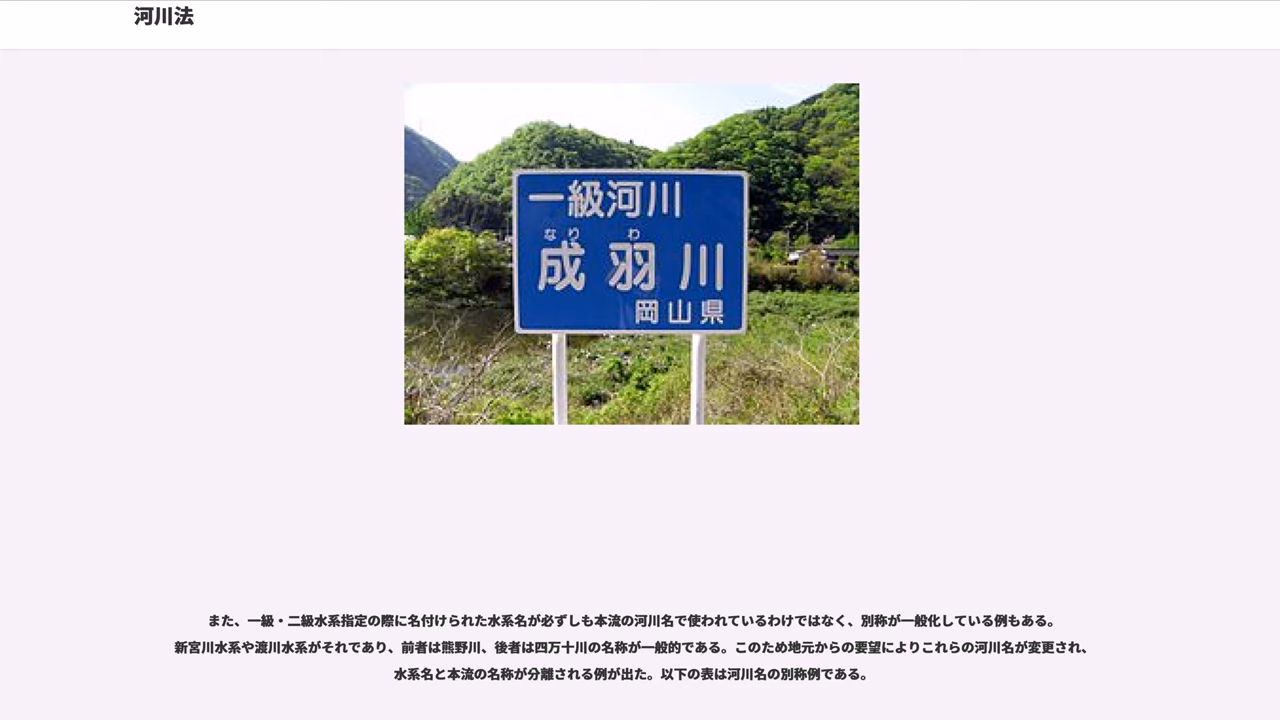 河川法
一級河川
なりわ
成羽川
岡山県
また、一級・二級水系指定の際に名付けられた水系名が必ずしも本流の河川名で使われているわけではなく、別称が一般化している例もある。
新宮川水系や渡川水系がそれであり、前者は熊野川、後者は四万十川の名称が一般的である。このため地元からの要望によりこれらの河川名が変更され、
水系名と本流の名称が分離される例が出た。以下の表は河川名の別称例である。